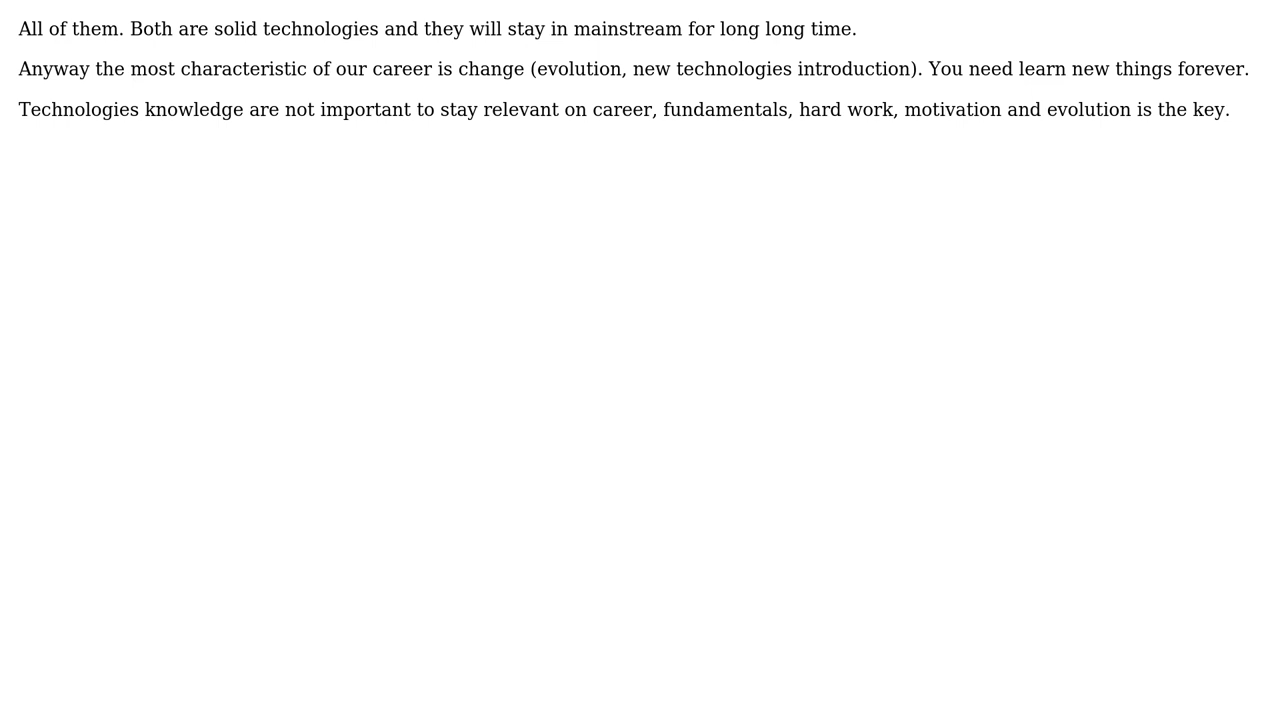 All of them. Both are solid technologies and they will stay in mainstream for long long time.
Anyway the most characteristic of our career is change (evolution, new technologies introduction). You need learn new things forever.
Technologies knowledge are not important to stay relevant on career, fundamentals, hard work, motivation and evolution is the key.